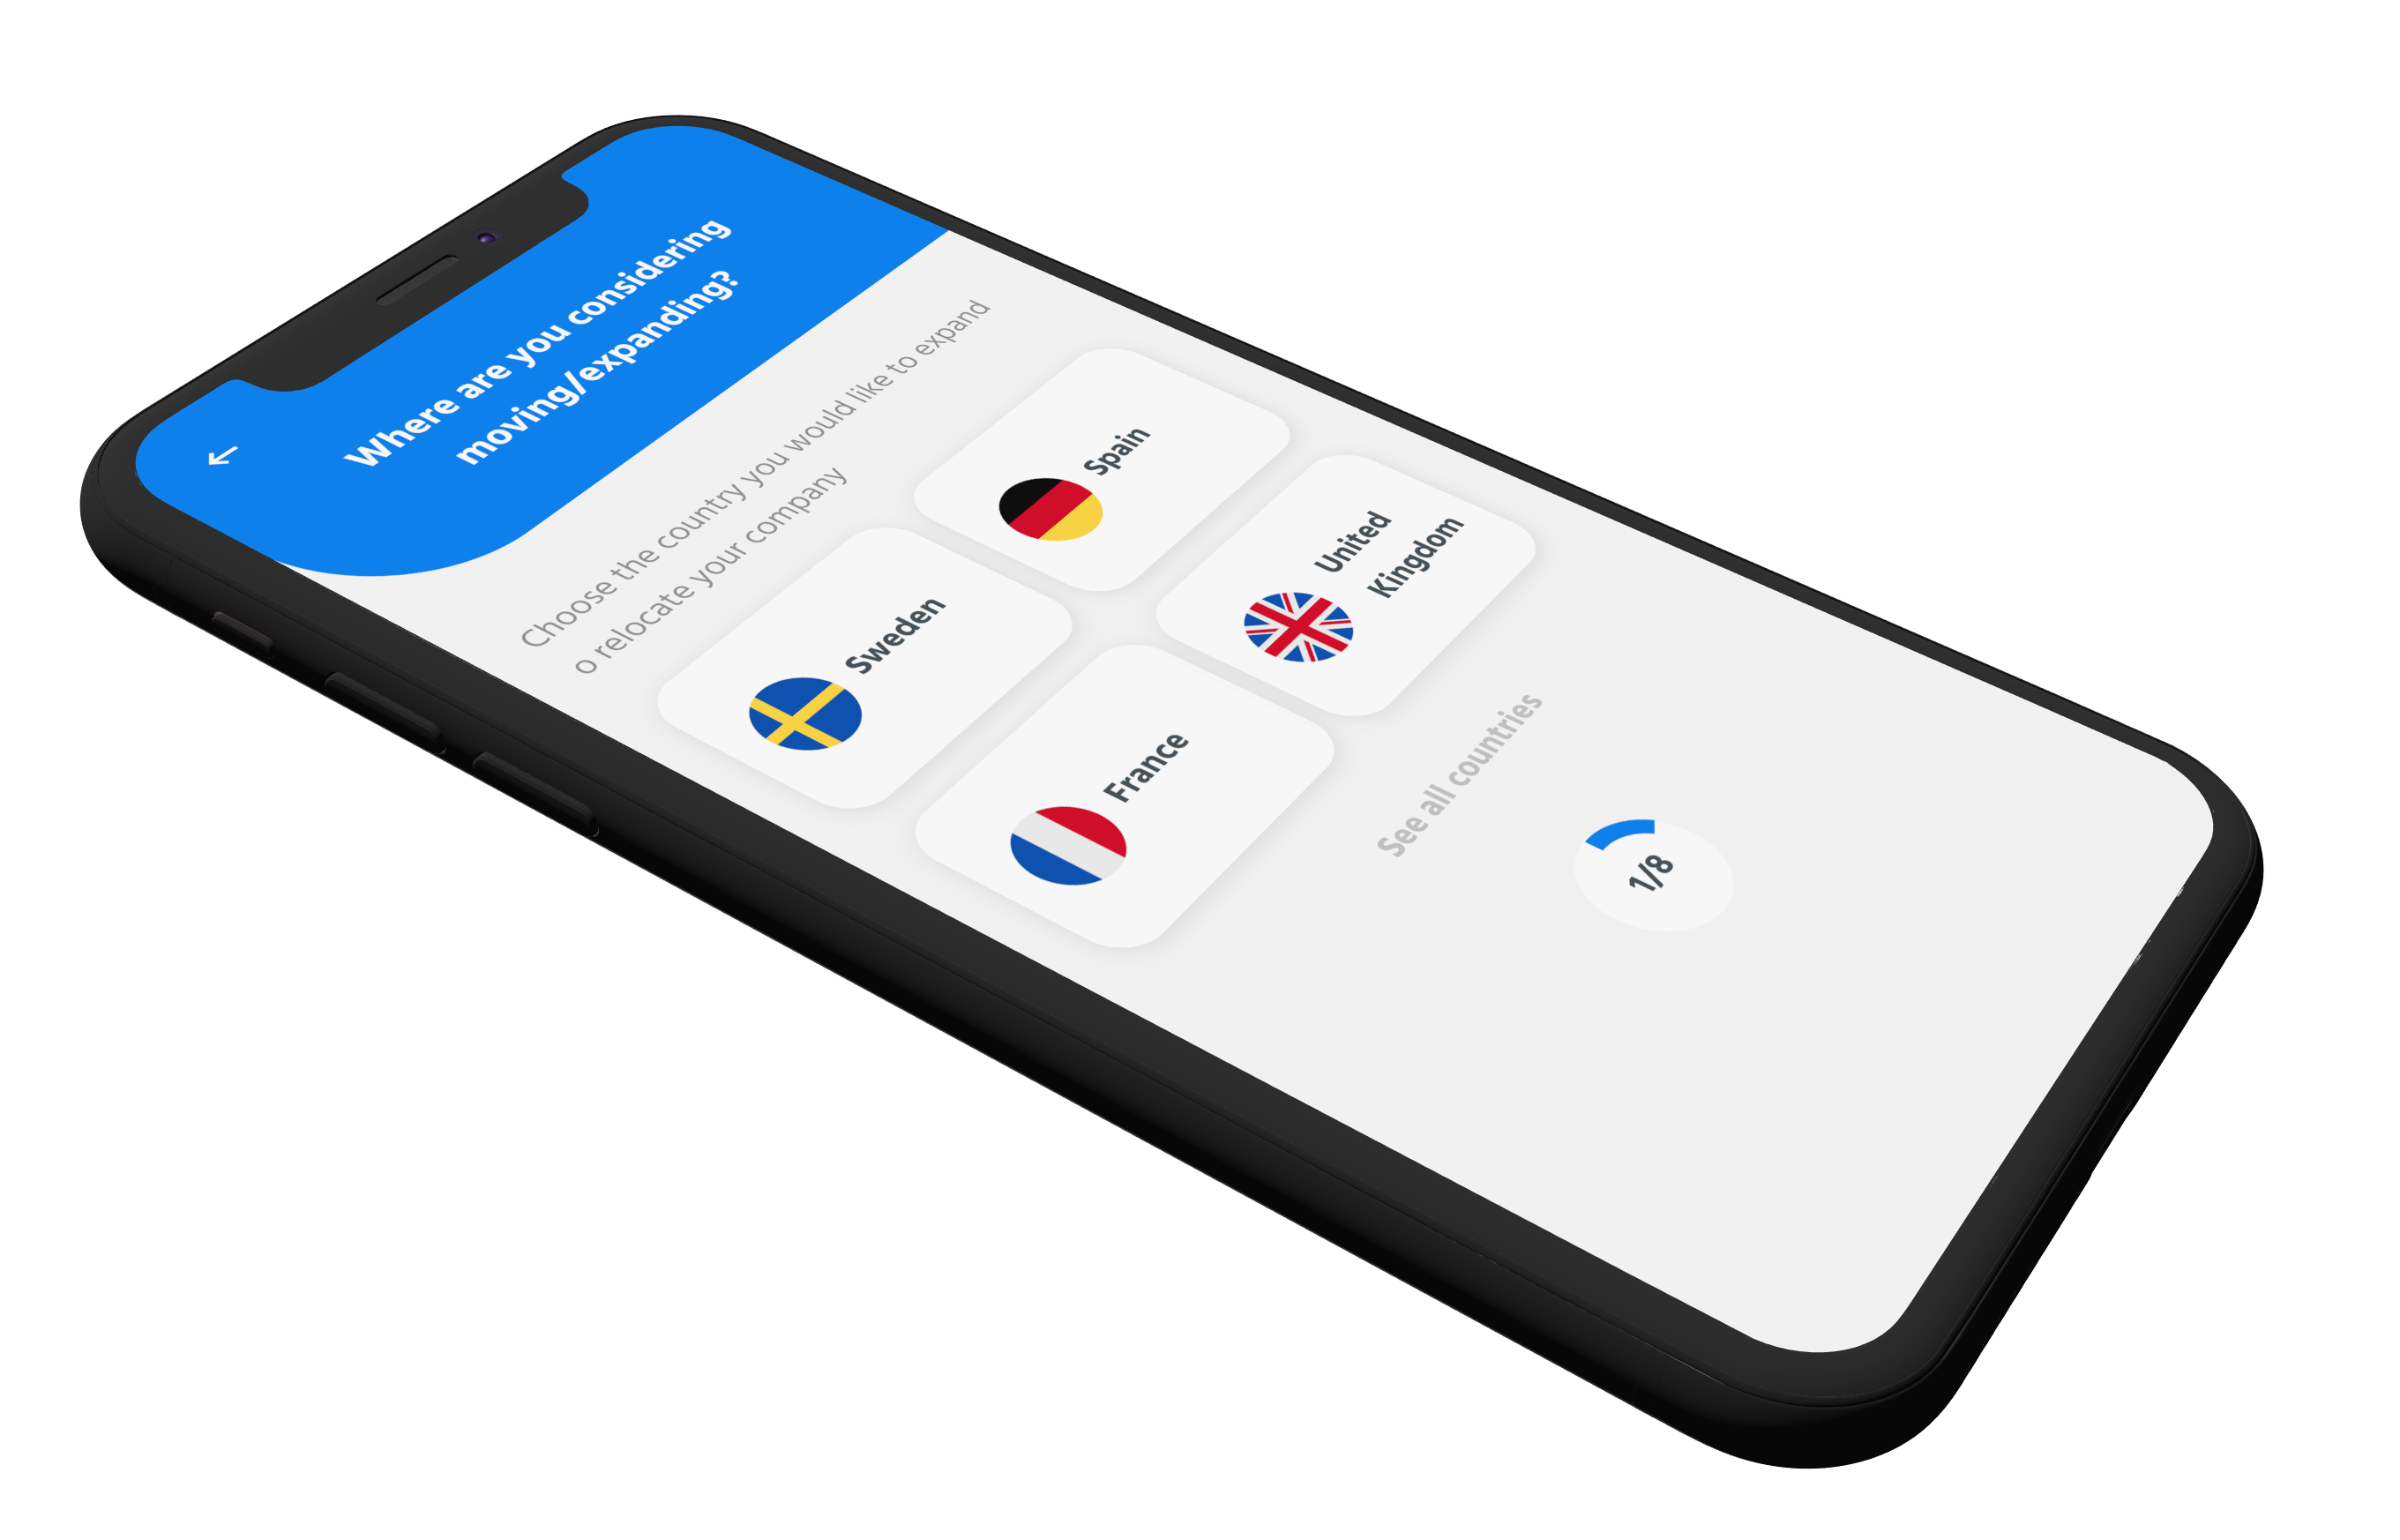 Where are you considering
moving/expanding?
Choose the country you would like to expand
o relocate your company
Sweden
Spain
France
United
Kingdom
See all countries
1/8